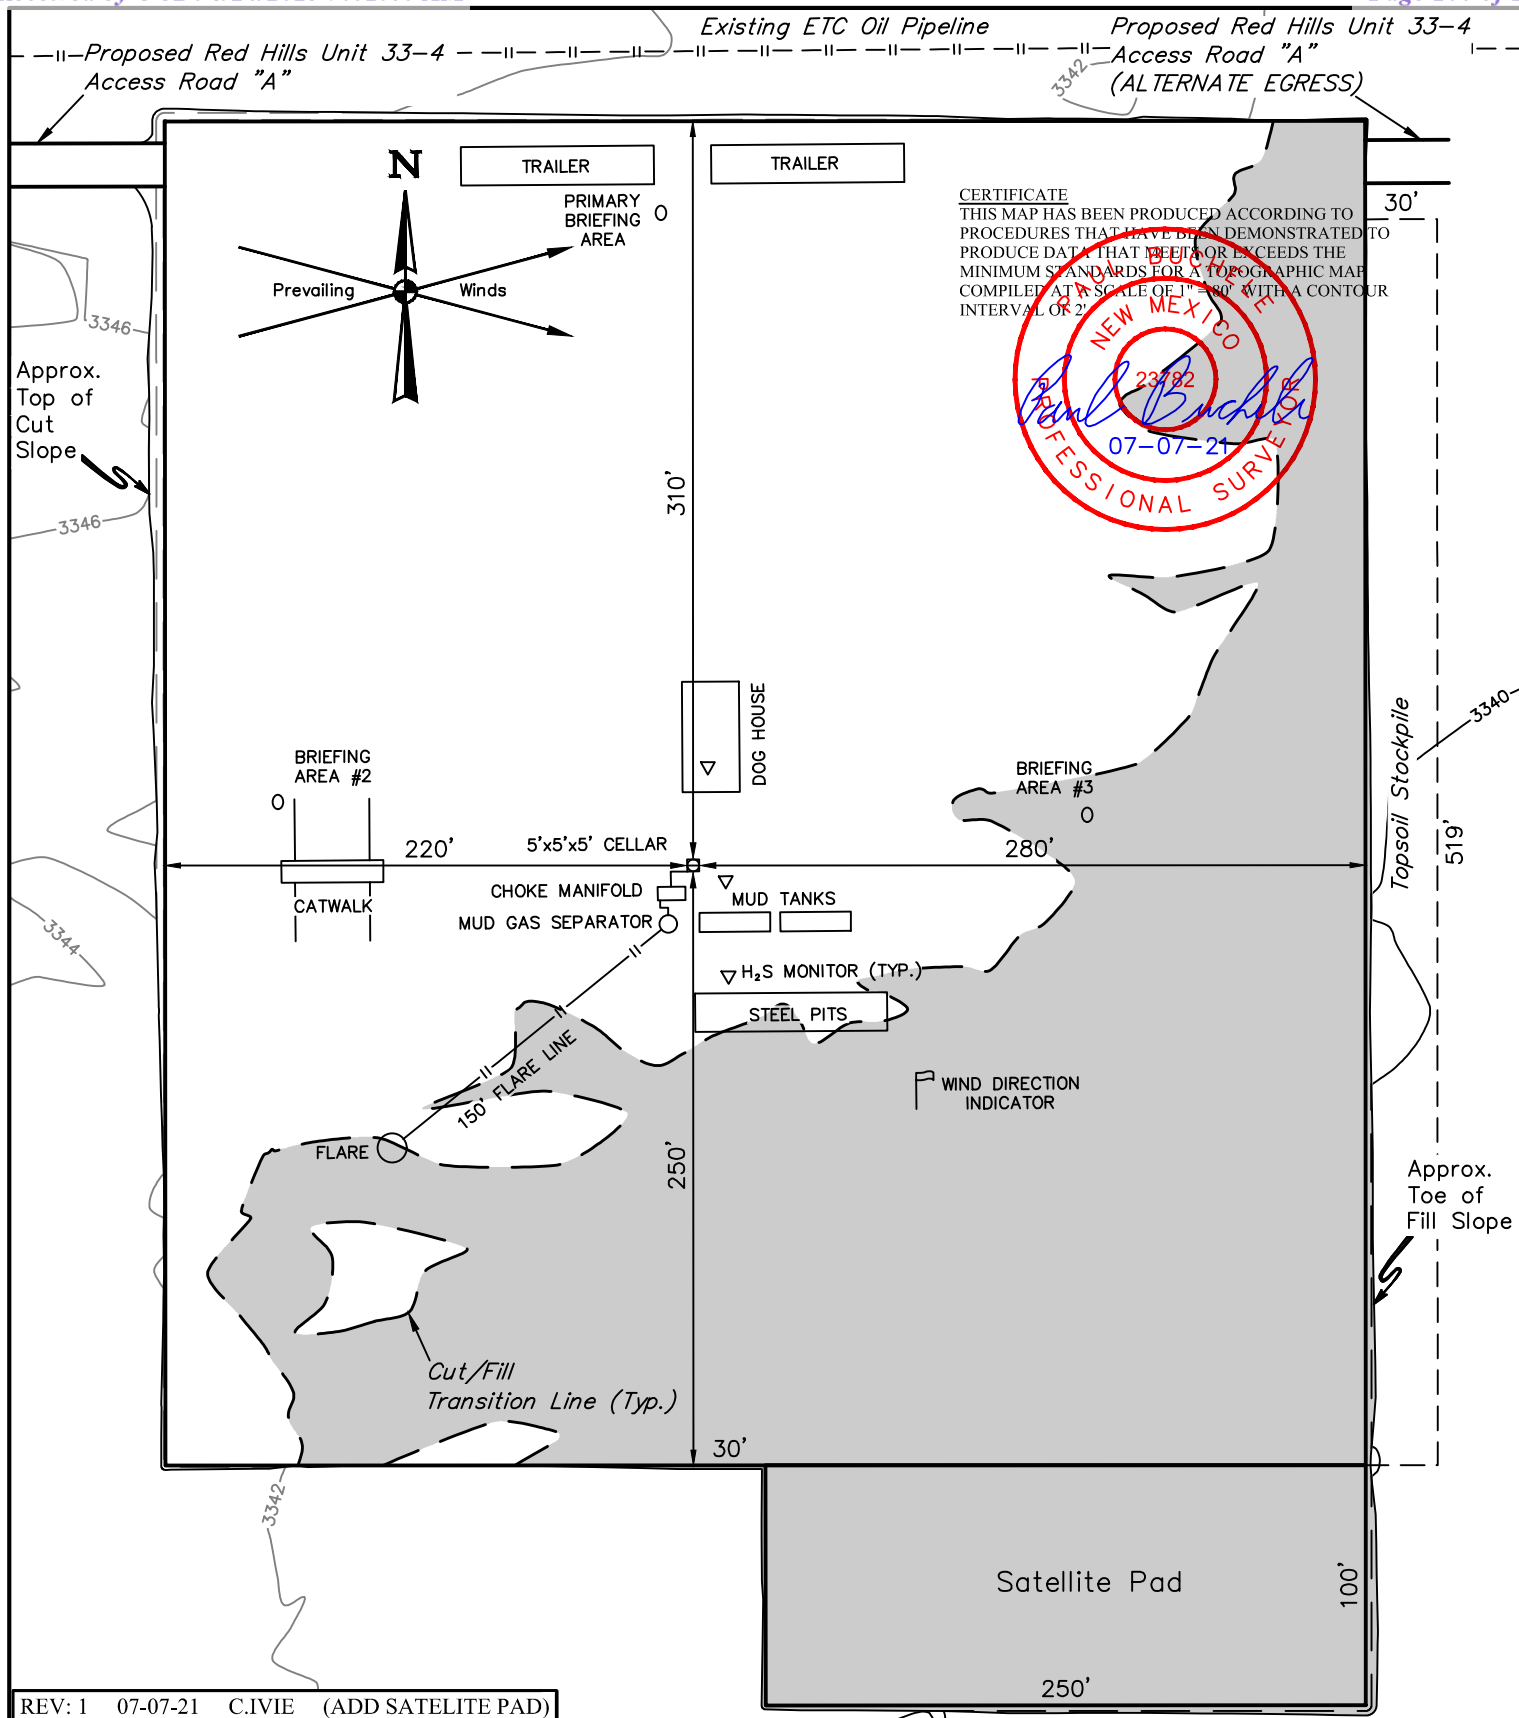 Existing ETC Oil Pipeline
Proposed Red Hills Unit 33-4
Access Road "A"
Proposed Red Hills Unit 33-4
Access Road "A"
(ALTERNATE EGRESS)
3342
N
TRAILER
TRAILER
PRIMARY
BRIEFING
AREA
O
Prevailing
Winds
30'
CERTIFICATE
THIS MAP HAS BEEN PRODUCED ACCORDING TO
PROCEDURES THAT HAVE BEEN DEMONSTRATED TO
PRODUCE DATA THAT MEETS OR EXCEEDS THE
MINIMUM STANDARDS FOR A TOPOGRAPHIC MAP
COMPILED AT A SCALE OF 1" = 80' WITH A CONTOUR
INTERVAL OF 2'
PAUL BUCHELE
NEW MEXICO
23782
PROFESSIONAL SURVEYOR
Paul Buchele
07-07-21
3346
Approx.
Top of
Cut
Slope
3346
310'
DOG HOUSE
BRIEFING
AREA #2
O
BRIEFING
AREA #3
O
3340
Topsoil Stockpile
519'
220'
5'x5'x5' CELLAR
280'
CATWALK
CHOKE MANIFOLD
MUD GAS SEPARATOR
MUD TANKS
3344
H₂S MONITOR (TYP.)
STEEL PITS
150' FLARE LINE
FLARE
WIND DIRECTION
INDICATOR
250'
Approx.
Toe of
Fill Slope
Cut/Fill
Transition Line (Typ.)
30'
3342
Satellite Pad
100'
250'
REV: 1 07-07-21 C.IVIE (ADD SATELITE PAD)